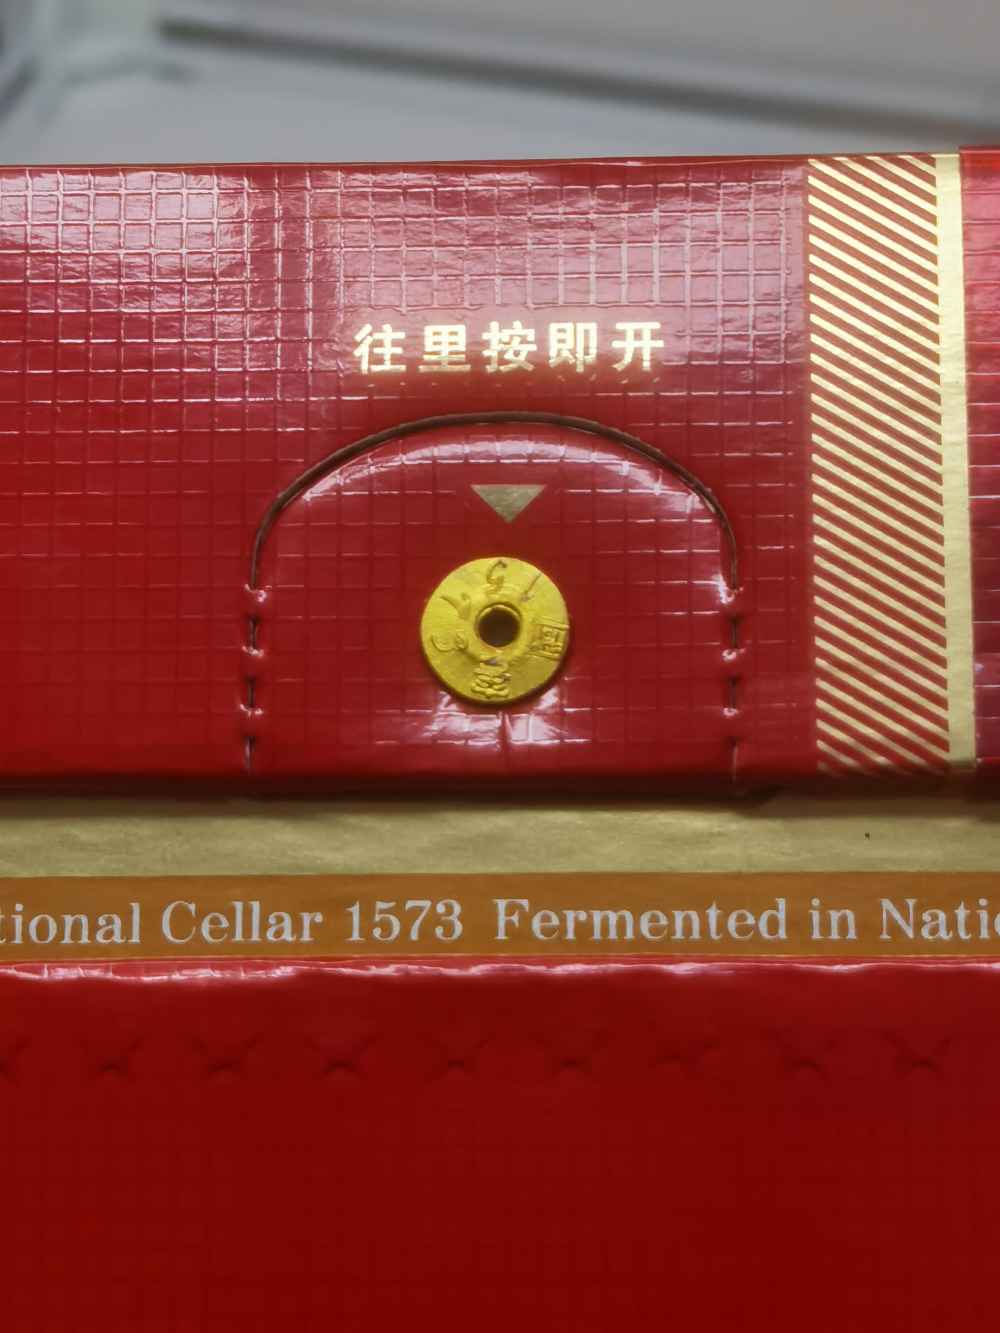 往里按即开
tional Cellar 1573 Fermented in Natio